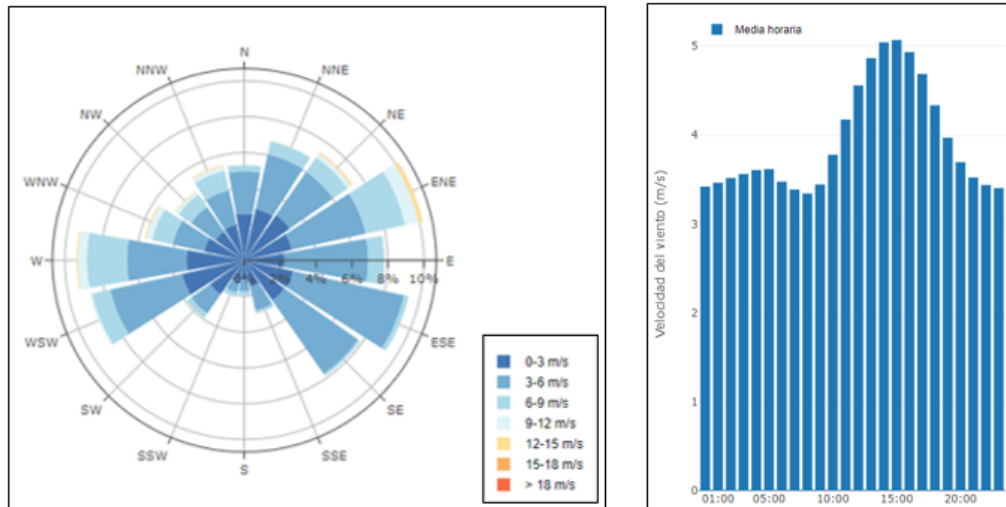 N
NNE
NE
ENE
E
ESE
SE
SSE
S
SSW
SW
WSW
W
WNW
NW
NNW
0% 2% 4% 6% 8% 10%
0-3 m/s
3-6 m/s
6-9 m/s
9-12 m/s
12-15 m/s
15-18 m/s
> 18 m/s
Media horaria
Velocidad del viento (m/s)
5
4
3
2
1
0
01:00 05:00 10:00 15:00 20:00